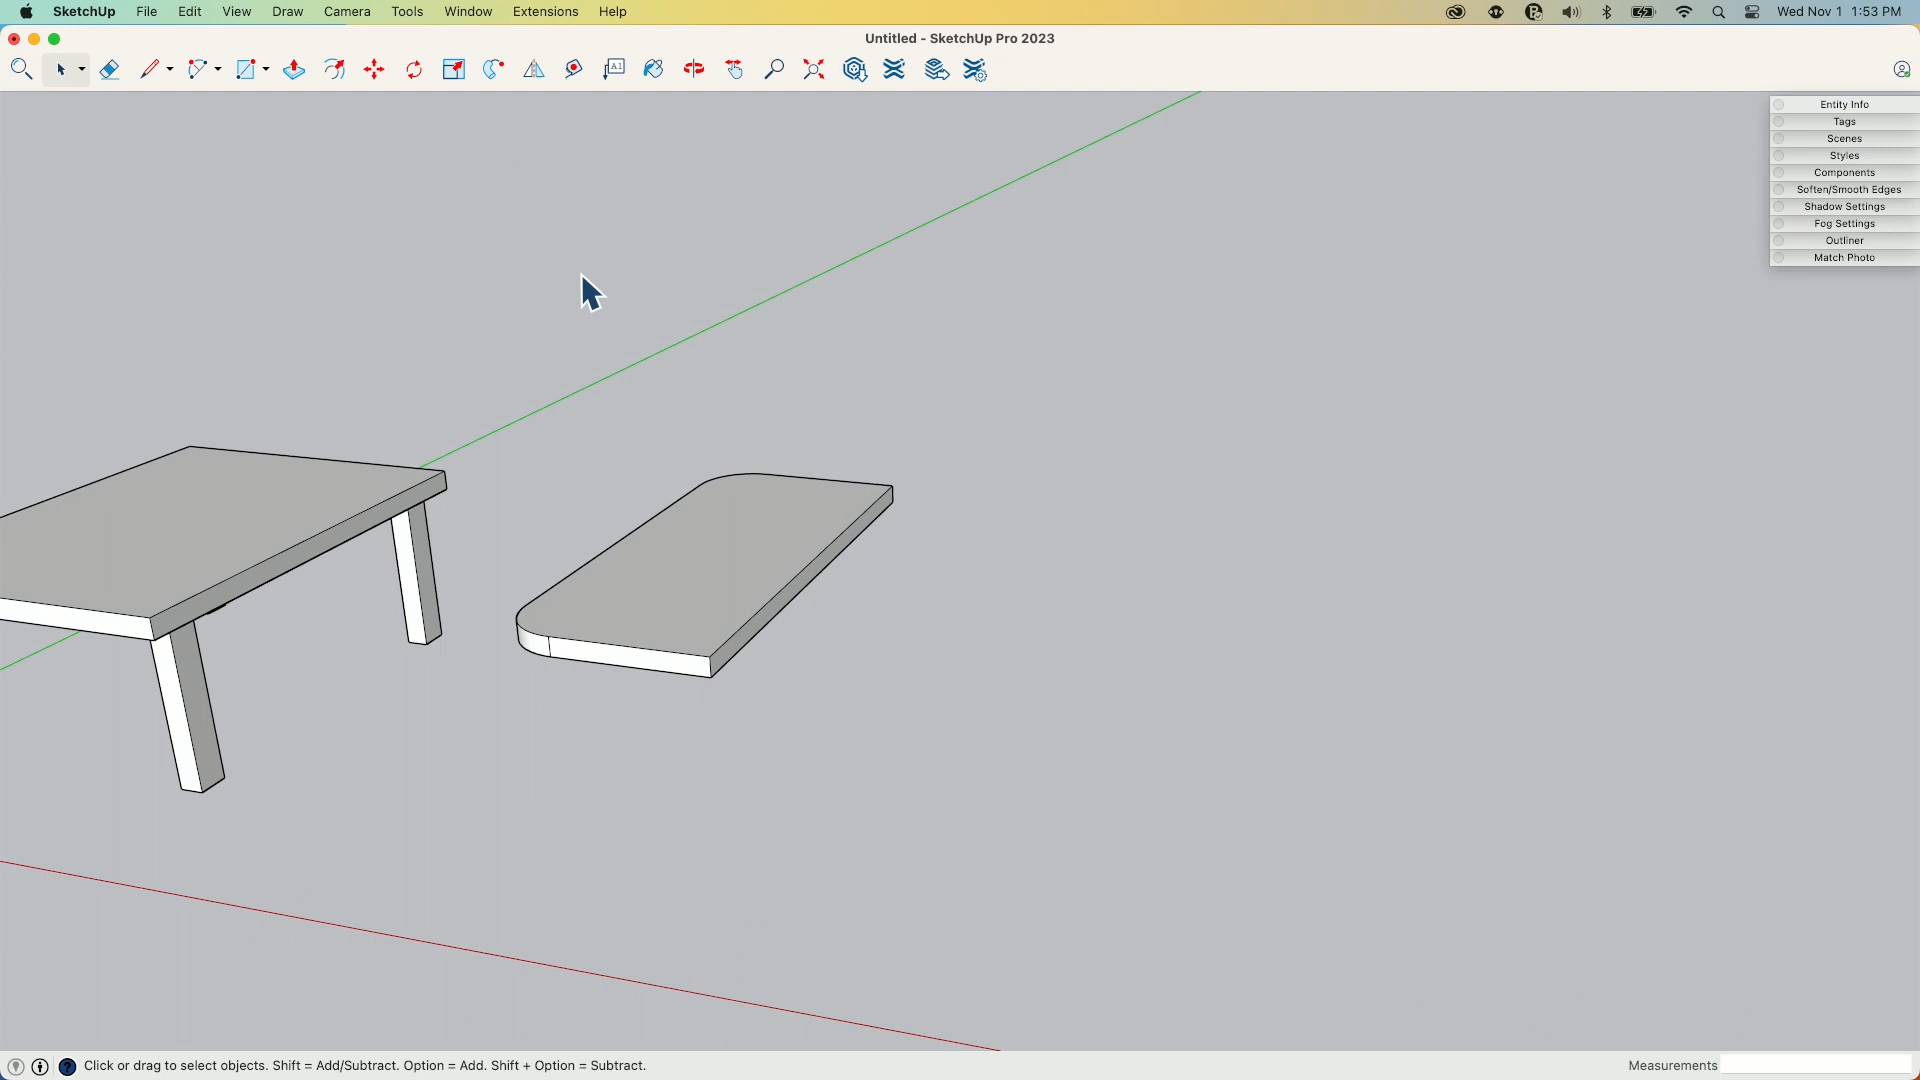 SketchUp File Edit View Draw Camera Tools Window Extensions Help Wed Nov 1 1:53 PM
Untitled - SketchUp Pro 2023
A1
Entity Info
Tags
Scenes
Styles
Components
Soften/Smooth Edges
Shadow Settings
Fog Settings
Outliner
Match Photo
? Click or drag to select objects. Shift = Add/Subtract. Option = Add. Shift + Option = Subtract. Measurements